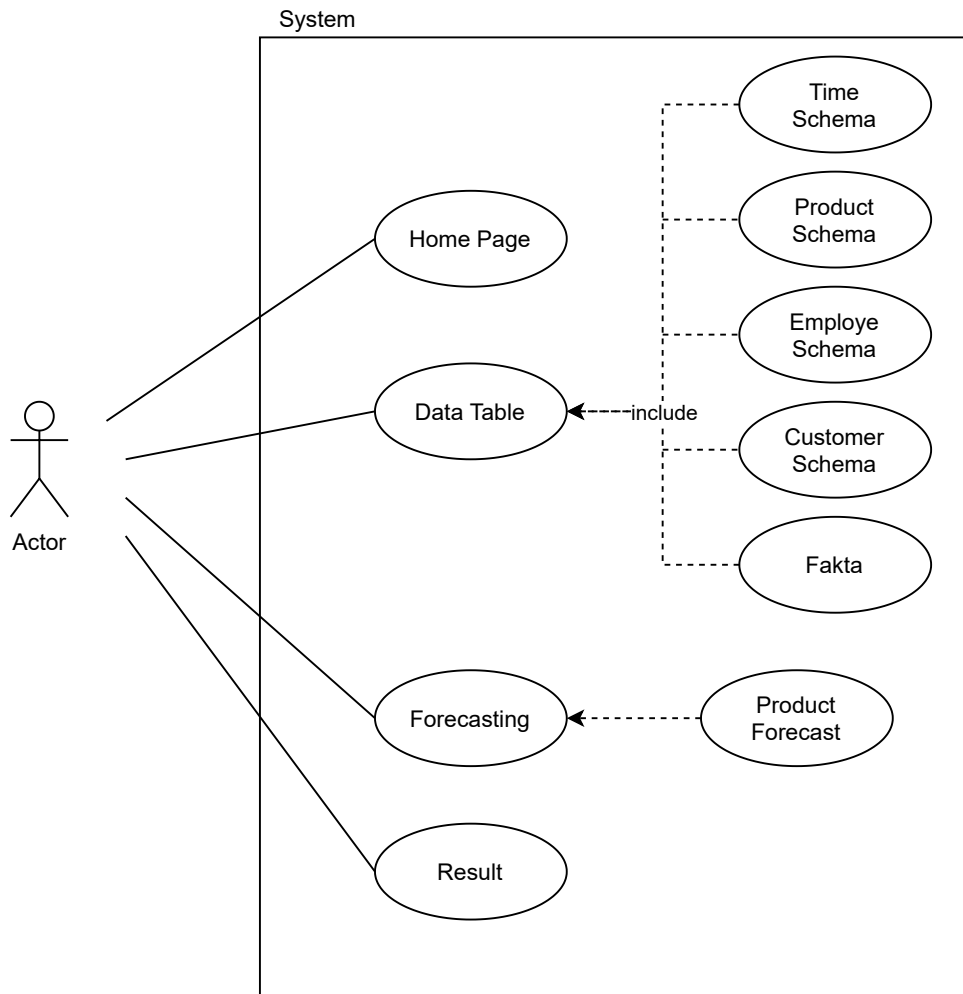 System
Time
Schema
Product
Schema
Home Page
Employe
Schema
Data Table
include
Customer
Schema
Actor
Fakta
Forecasting
Product
Forecast
Result